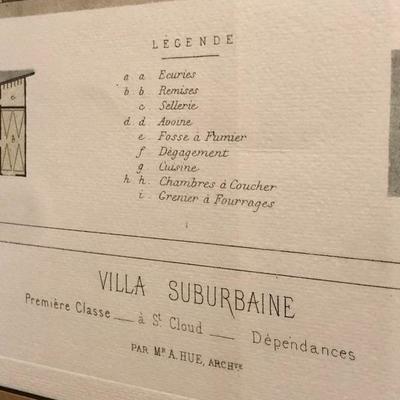 LÉGENDE
a a Ecuries
b b Remises
c Sellerie
d. d. Avoine
e. Fosse à Fumier
f. Dégagement
g. Cuisine
h. h. Chambres à Coucher
i. Grenier à Fourrages
VILLA SUBURBAINE
Première Classe — à St. Cloud — Dépendances
PAR MR A. HUE, ARCHTE